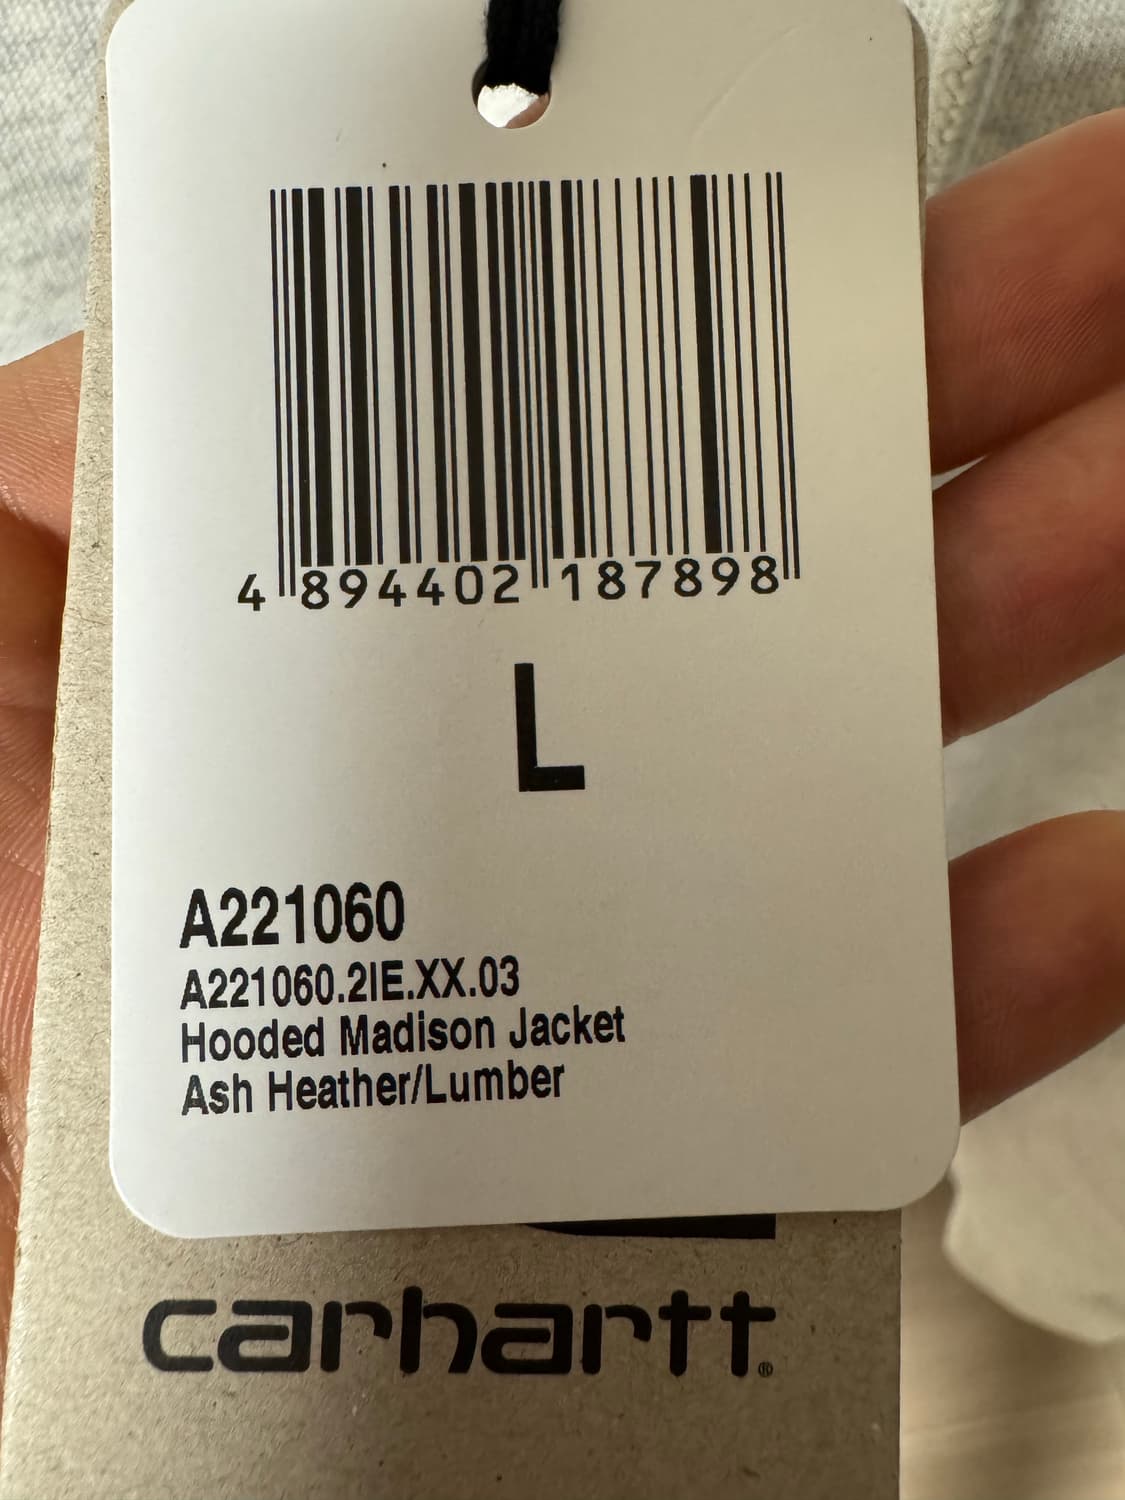 4 894402 187898
L
A221060
A221060.2IE.XX.03
Hooded Madison Jacket
Ash Heather/Lumber
carhartt®